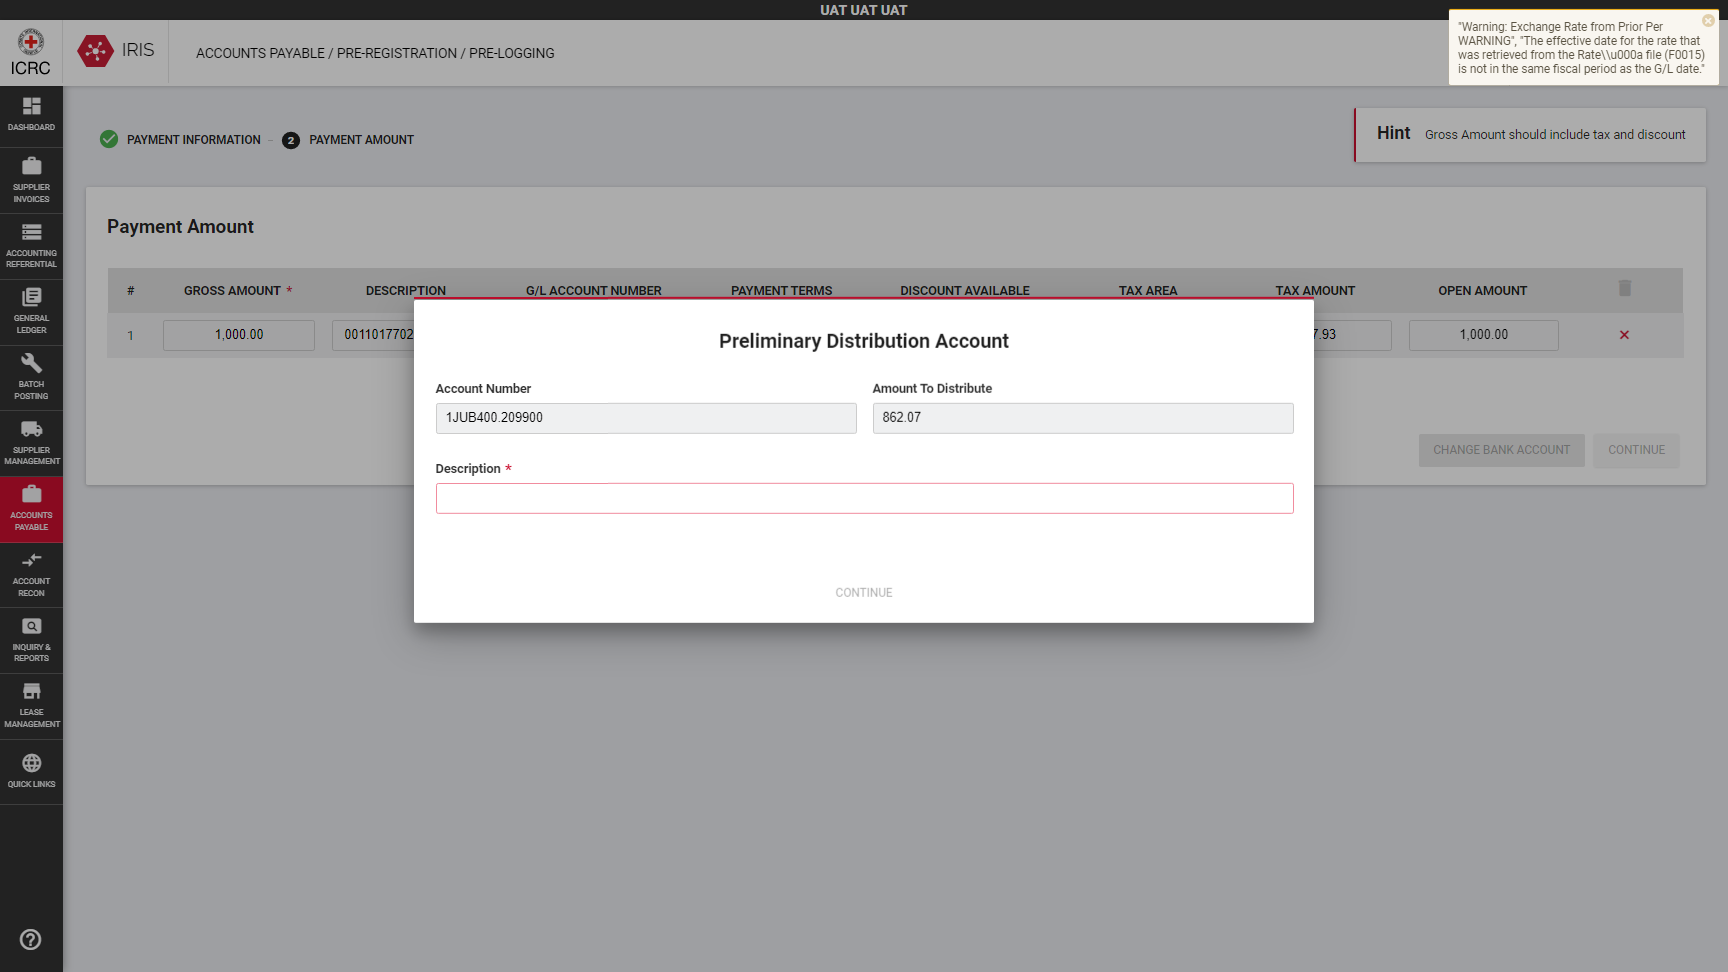 UAT UAT UAT
ICRC
IRIS
ACCOUNTS PAYABLE / PRE-REGISTRATION / PRE-LOGGING
"Warning: Exchange Rate from Prior Per
WARNING", "The effective date for the rate that
was retrieved from the Rate\\u000a file (F0015)
is not in the same fiscal period as the G/L date."
DASHBOARD
SUPPLIER
INVOICES
ACCOUNTING
REFERENTIAL
GENERAL
LEDGER
BATCH
POSTING
SUPPLIER
MANAGEMENT
ACCOUNTS
PAYABLE
ACCOUNT
RECON
INQUIRY &
REPORTS
LEASE
MANAGEMENT
QUICK LINKS
PAYMENT INFORMATION - 2 PAYMENT AMOUNT
Hint Gross Amount should include tax and discount
Payment Amount
# GROSS AMOUNT * DESCRIPTION G/L ACCOUNT NUMBER PAYMENT TERMS DISCOUNT AVAILABLE TAX AREA TAX AMOUNT OPEN AMOUNT
1 1,000.00 0011017702 7.93 1,000.00
CHANGE BANK ACCOUNT CONTINUE
Preliminary Distribution Account
Account Number Amount To Distribute
1JUB400.209900 862.07
Description *
CONTINUE